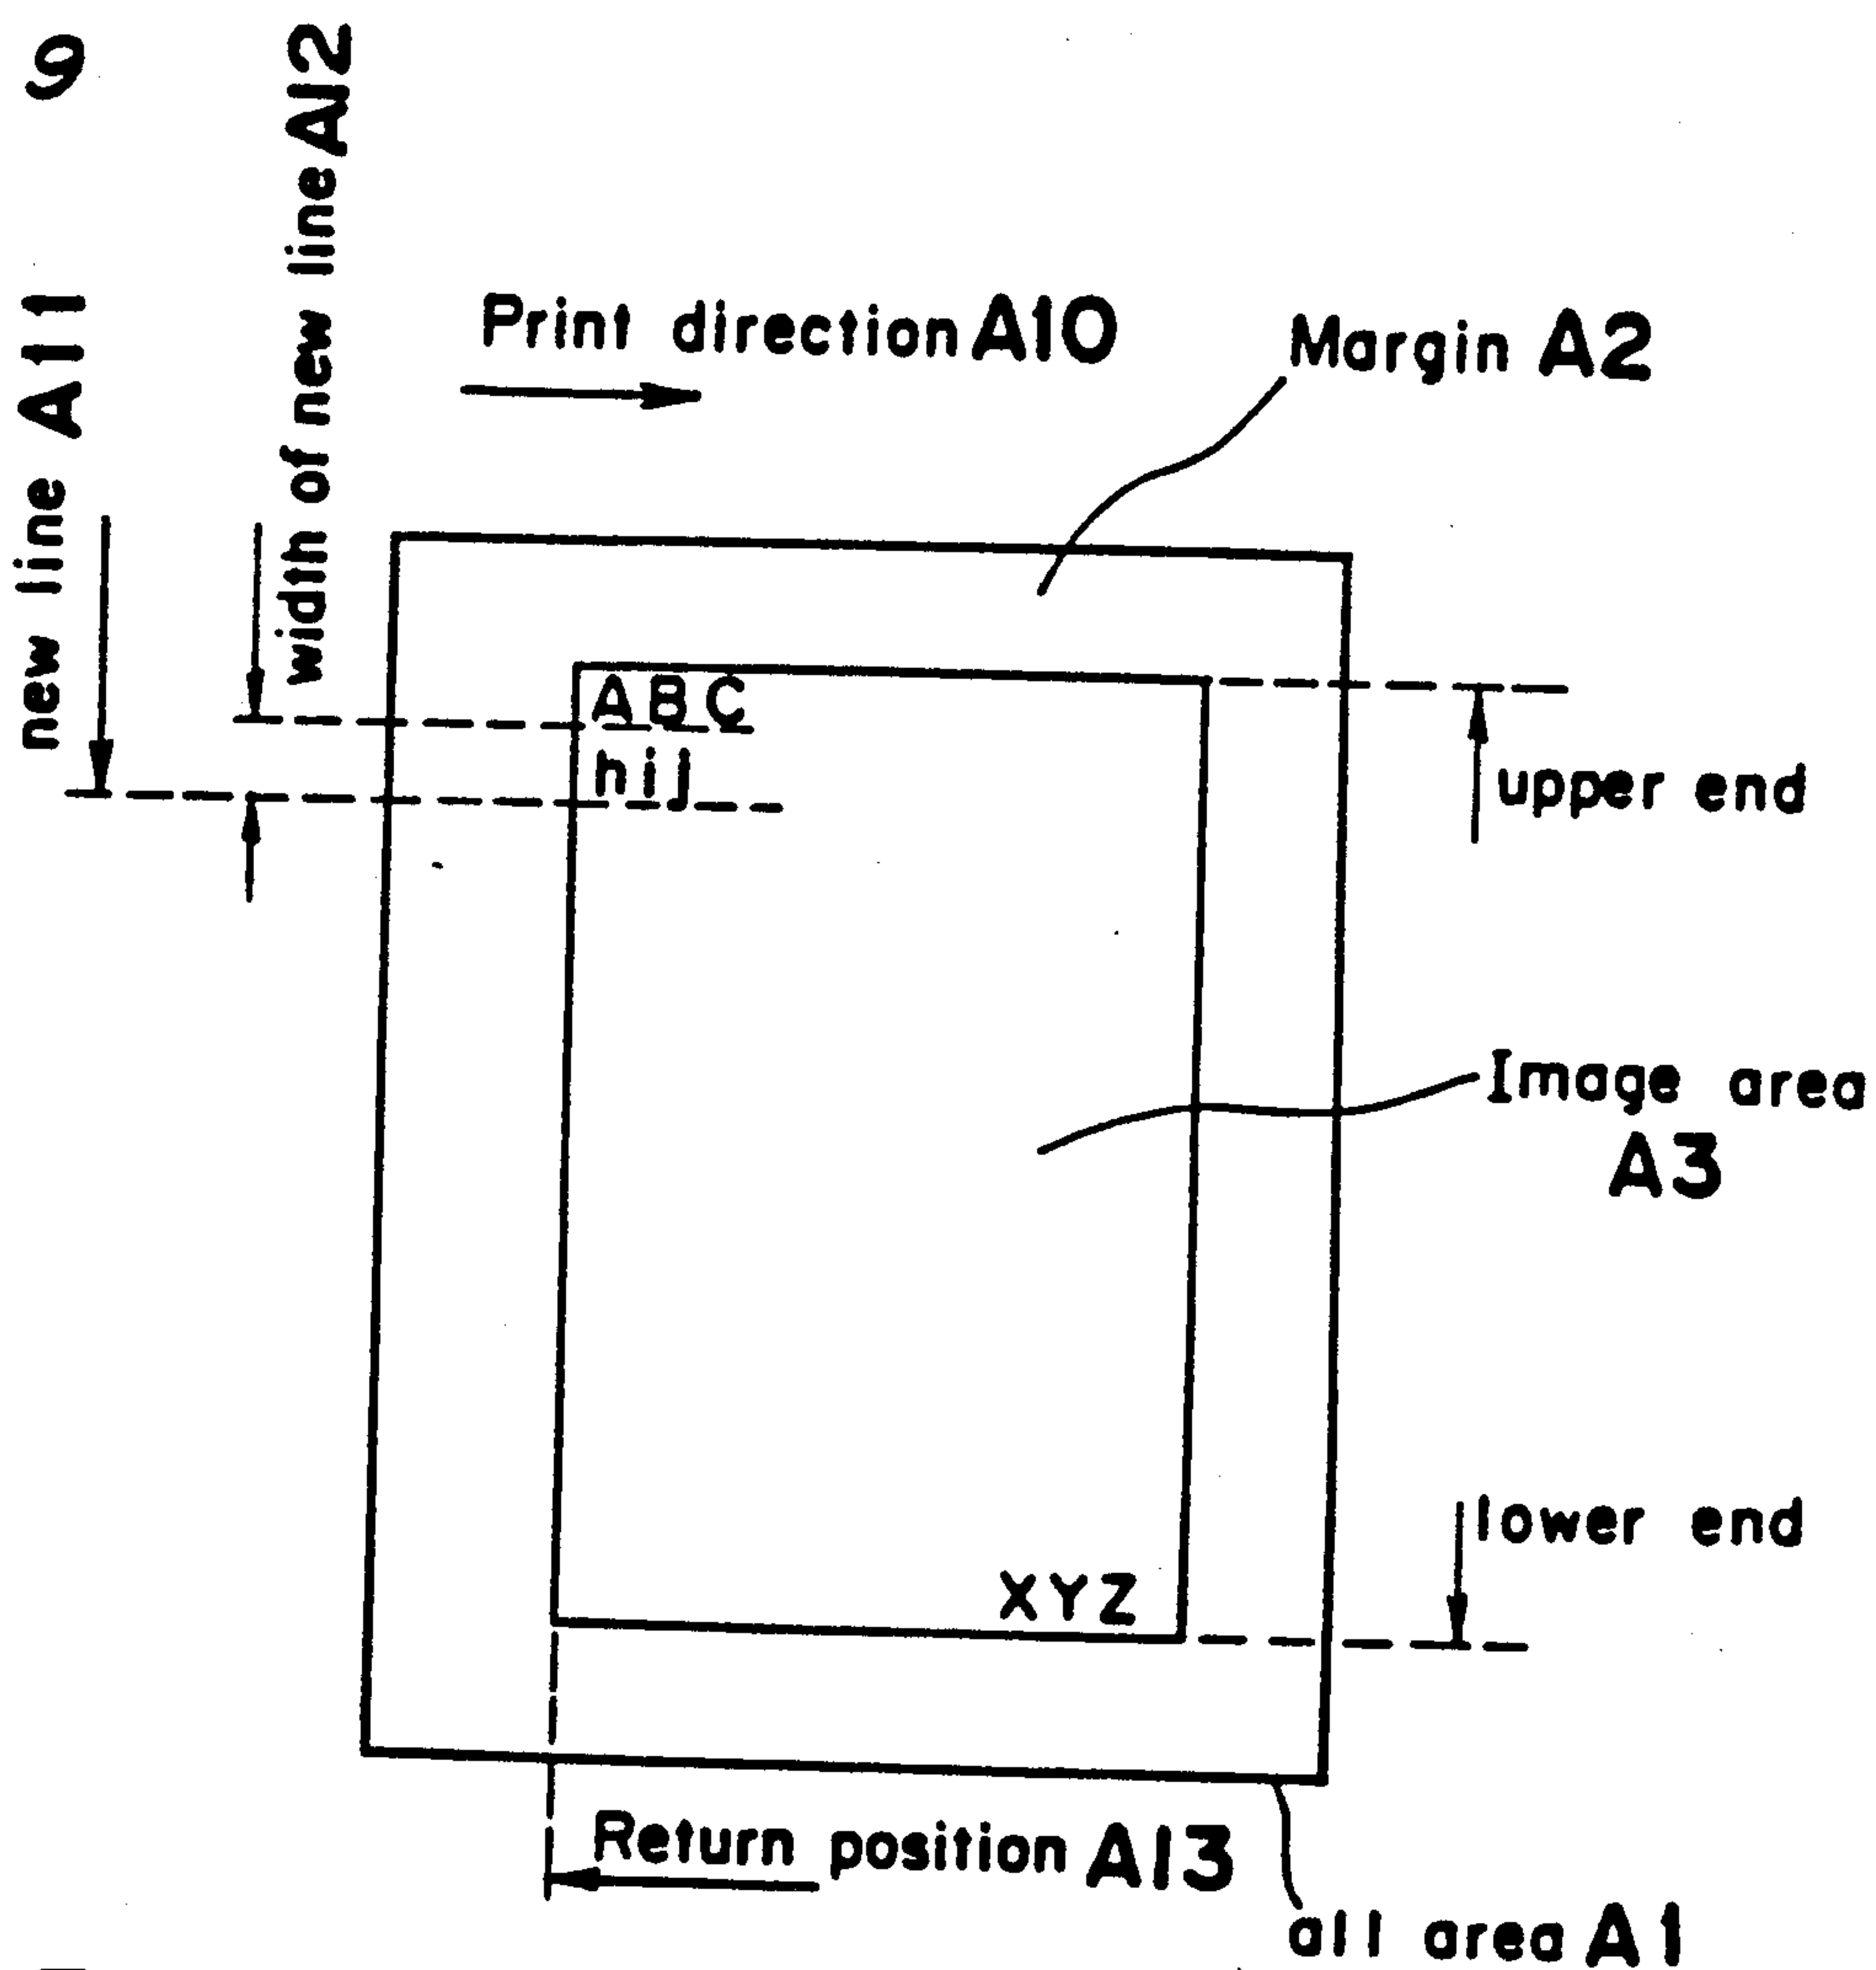 new line A11
width of new line A12
Print direction A10
Margin A2
ABC
hij
upper end
Image area
A3
lower end
XYZ
Return position A13
all area A1